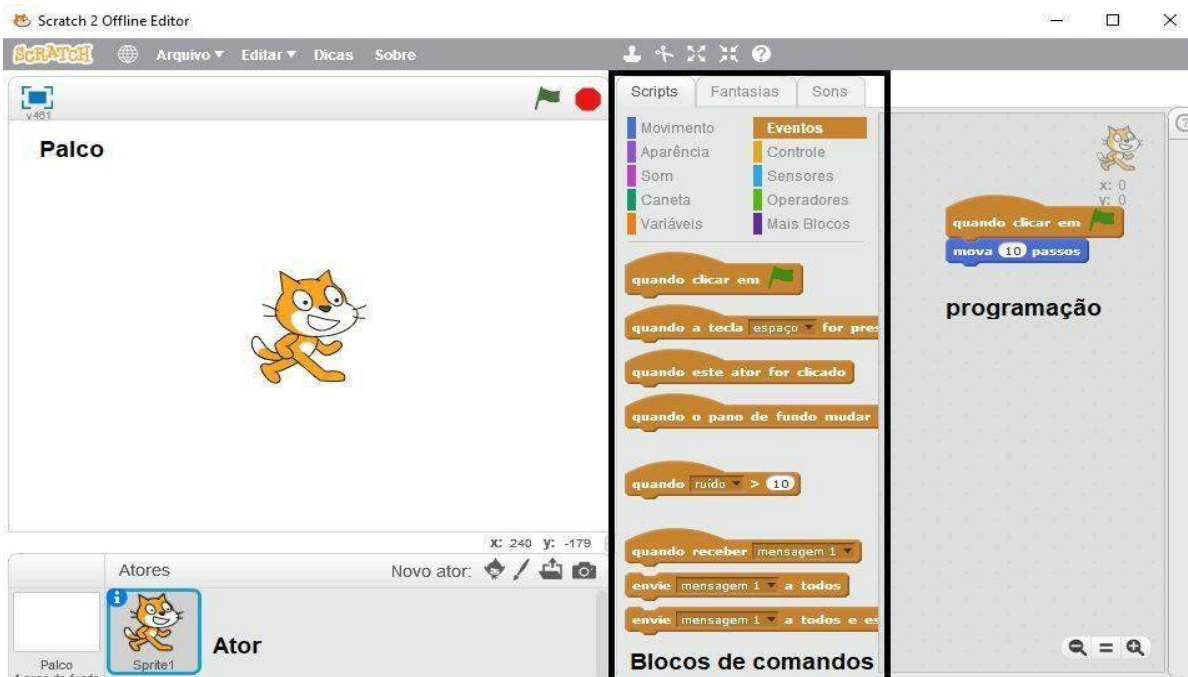 Scratch 2 Offline Editor
SCRATCH Arquivo Editar Dicas Sobre
v461
Palco
x: 240 y: -179
Atores Novo ator:
Palco
Sprite1
Ator
Scripts Fantasias Sons
Movimento Eventos
Aparência Controle
Som Sensores
Caneta Operadores
Variáveis Mais Blocos
quando clicar em
quando a tecla espaço for pres
quando este ator for clicado
quando o pano de fundo mudar
quando ruído > 10
quando receber mensagem 1
envie mensagem 1 a todos
envie mensagem 1 a todos e es
Blocos de comandos
x: 0
y: 0
quando clicar em
mova 10 passos
programação